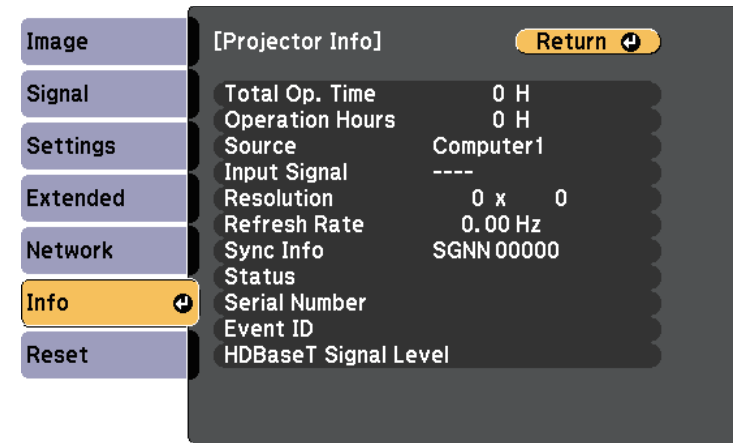 Image
Signal
Settings
Extended
Network
Info
Reset
[Projector Info]
Return
Total Op. Time 0 H
Operation Hours 0 H
Source Computer1
Input Signal ----
Resolution 0 x 0
Refresh Rate 0.00 Hz
Sync Info SGNN 00000
Status
Serial Number
Event ID
HDBaseT Signal Level